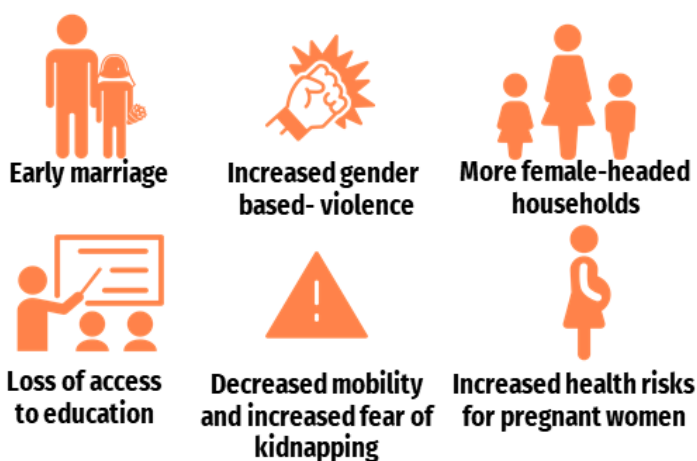 Early marriage
Increased gender
based- violence
More female-headed
households
Loss of access
to education
Decreased mobility
and increased fear of
kidnapping
Increased health risks
for pregnant women